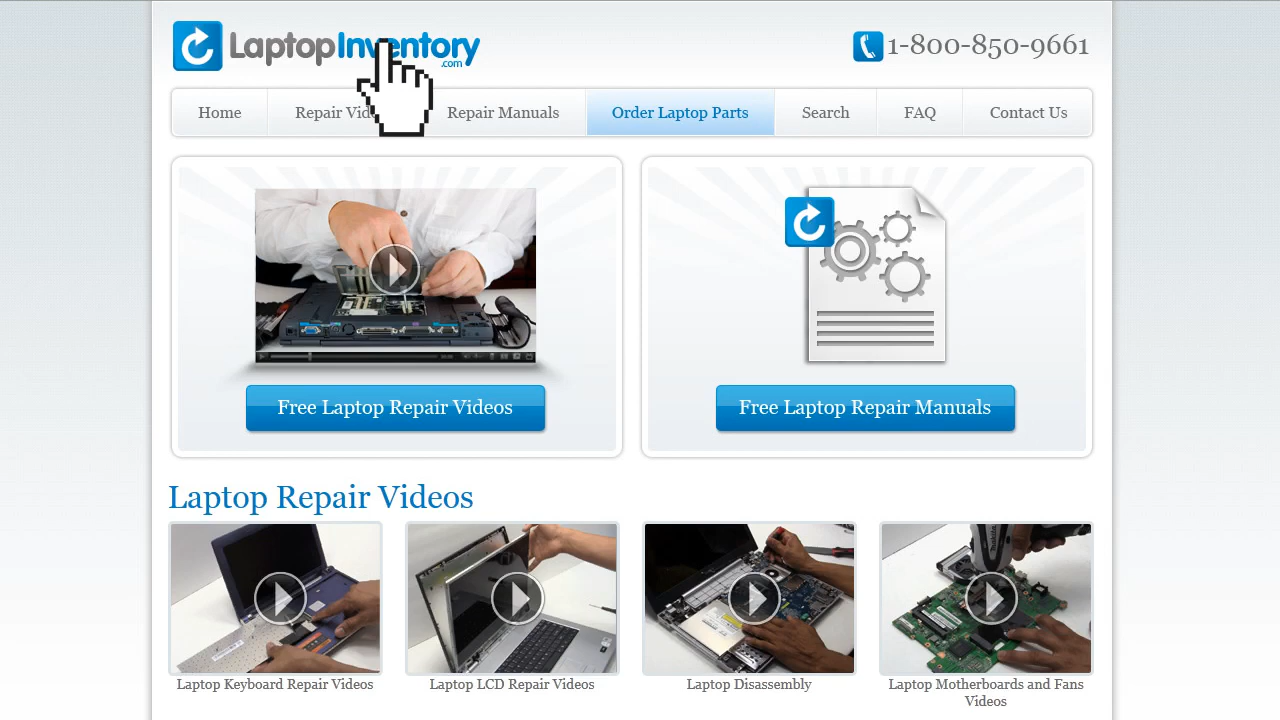 LaptopInventory
.com
1-800-850-9661
Home
Repair Vid
Repair Manuals
Order Laptop Parts
Search
FAQ
Contact Us
Free Laptop Repair Videos
Free Laptop Repair Manuals
Laptop Repair Videos
Laptop Keyboard Repair Videos
Laptop LCD Repair Videos
Laptop Disassembly
Laptop Motherboards and Fans
Videos